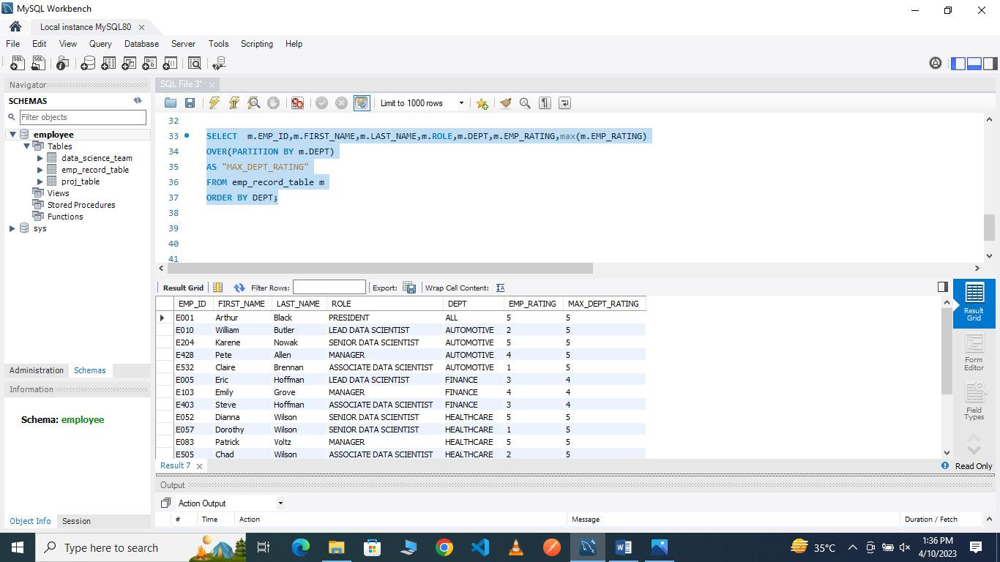 MySQL Workbench
Local instance MySQL80
File Edit View Query Database Server Tools Scripting Help
Navigator
SCHEMAS
Filter objects
employee
Tables
data_science_team
emp_record_table
proj_table
Views
Stored Procedures
Functions
sys
Administration Schemas
Information
Schema: employee
Object Info Session
SQL File 3*
Limit to 1000 rows
32
33 SELECT m.EMP_ID,m.FIRST_NAME,m.LAST_NAME,m.ROLE,m.DEPT,m.EMP_RATING,max(m.EMP_RATING)
34 OVER(PARTITION BY m.DEPT)
35 AS "MAX_DEPT_RATING"
36 FROM emp_record_table m
37 ORDER BY DEPT;
38
39
40
41
Result Grid Filter Rows: Export: Wrap Cell Content:
EMP_ID FIRST_NAME LAST_NAME ROLE DEPT EMP_RATING MAX_DEPT_RATING
E001 Arthur Black PRESIDENT ALL 5 5
E010 William Butler LEAD DATA SCIENTIST AUTOMOTIVE 2 5
E204 Karene Nowak SENIOR DATA SCIENTIST AUTOMOTIVE 5 5
E428 Pete Allen MANAGER AUTOMOTIVE 4 5
E532 Claire Brennan ASSOCIATE DATA SCIENTIST AUTOMOTIVE 1 5
E005 Eric Hoffman LEAD DATA SCIENTIST FINANCE 3 4
E103 Emily Grove MANAGER FINANCE 4 4
E403 Steve Hoffman ASSOCIATE DATA SCIENTIST FINANCE 3 4
E052 Dianna Wilson SENIOR DATA SCIENTIST HEALTHCARE 5 5
E057 Dorothy Wilson SENIOR DATA SCIENTIST HEALTHCARE 1 5
E083 Patrick Voltz MANAGER HEALTHCARE 5 5
E505 Chad Wilson ASSOCIATE DATA SCIENTIST HEALTHCARE 2 5
Result Grid
Form Editor
Field Types
Result 7
Read Only
Output
Action Output
# Time Action Message Duration / Fetch
Type here to search
35°C
1:36 PM
4/10/2023